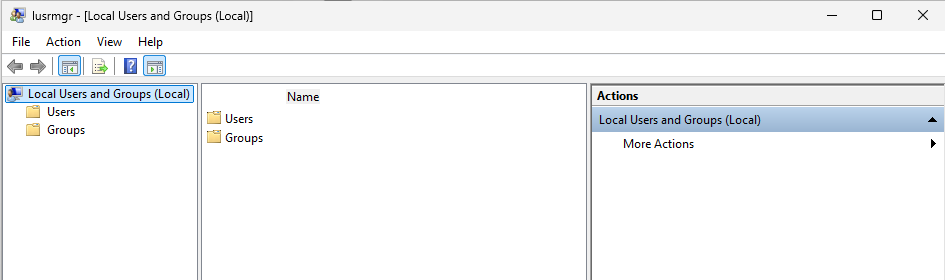 lusrmgr - [Local Users and Groups (Local)]
File Action View Help
Local Users and Groups (Local)
Users
Groups
Name
Users
Groups
Actions
Local Users and Groups (Local)
More Actions